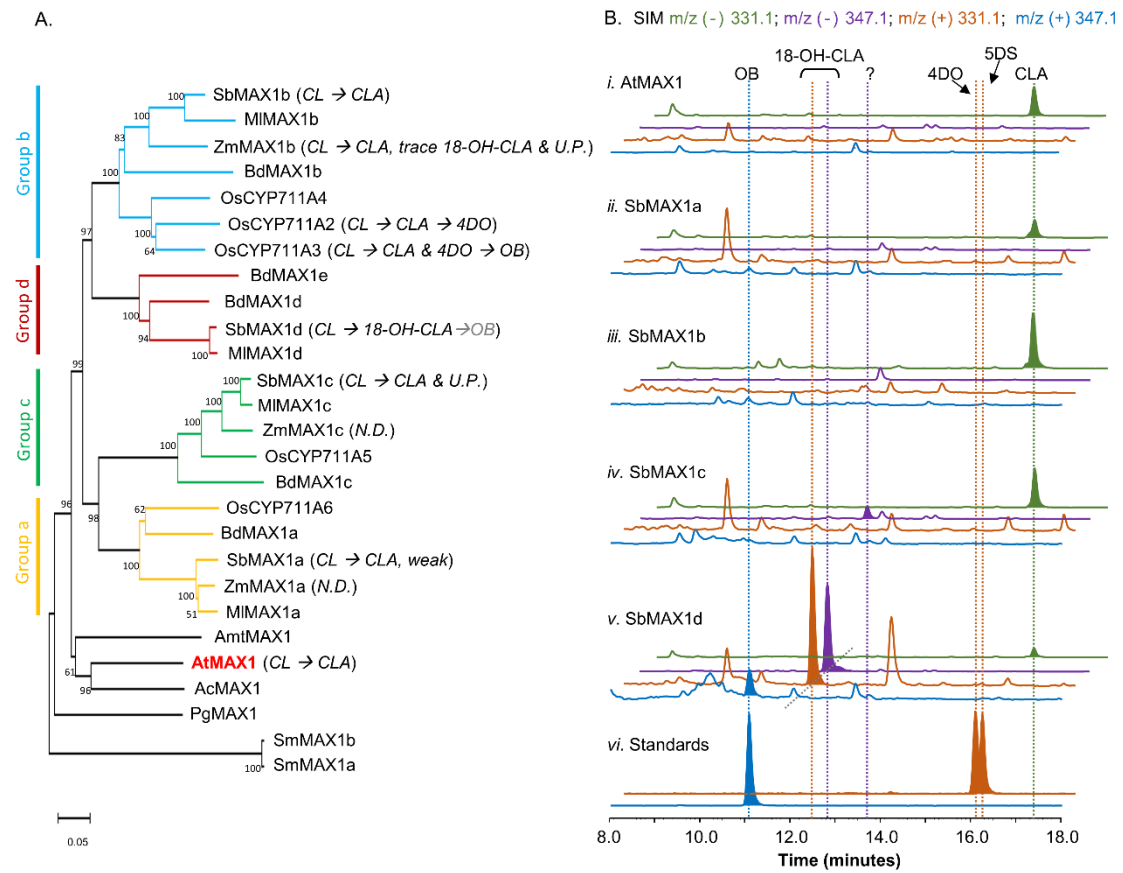 A.
Group b
Group d
Group c
Group a
SbMAX1b (CL → CLA)
MlMAX1b
ZmMAX1b (CL → CLA, trace 18-OH-CLA & U.P.)
BdMAX1b
OsCYP711A4
OsCYP711A2 (CL → CLA → 4DO)
OsCYP711A3 (CL → CLA & 4DO → OB)
BdMAX1e
BdMAX1d
SbMAX1d (CL → 18-OH-CLA→OB)
MlMAX1d
SbMAX1c (CL → CLA & U.P.)
MlMAX1c
ZmMAX1c (N.D.)
OsCYP711A5
BdMAX1c
OsCYP711A6
BdMAX1a
SbMAX1a (CL → CLA, weak)
ZmMAX1a (N.D.)
MlMAX1a
AmtMAX1
AtMAX1 (CL → CLA)
AcMAX1
PgMAX1
SmMAX1b
SmMAX1a
100
100
83
100
100
64
97
100
94
100
99
100
100
100
100
98
62
100
100
51
96
61
96
100
0.05
B. SIM m/z (-) 331.1; m/z (-) 347.1; m/z (+) 331.1; m/z (+) 347.1
18-OH-CLA
5DS
OB
?
4DO
CLA
i. AtMAX1
ii. SbMAX1a
iii. SbMAX1b
iv. SbMAX1c
v. SbMAX1d
vi. Standards
8.0 10.0 12.0 14.0 16.0 18.0
Time (minutes)